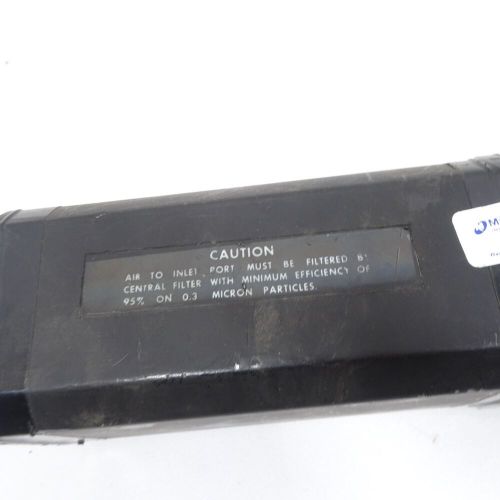 CAUTION
AIR TO INLET PORT MUST BE FILTERED BY
CENTRAL FILTER WITH MINIMUM EFFICIENCY OF
95% ON 0.3 MICRON PARTICLES.